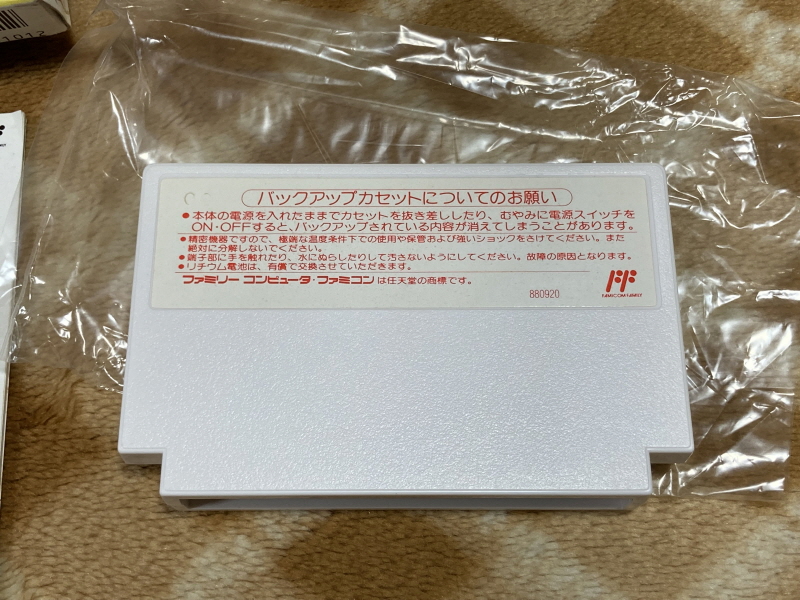 1012
バックアップカセットについてのお願い
●本体の電源を入れたままでカセットを抜き差ししたり、むやみに電源スイッチを
ON・OFFすると、バックアップされている内容が消えてしまうことがあります。
●精密機器ですので、極端な温度条件下での使用や保管および強いショックをさけてください。また
絶対に分解しないでください。
●端子部に手を触れたり、水にぬらしたりして汚さないようにしてください。故障の原因となります。
●リチウム電池は、有償で交換させていただきます。
ファミリー コンピュータ・ファミコンは任天堂の商標です。
880920
FAMICOM FAMILY